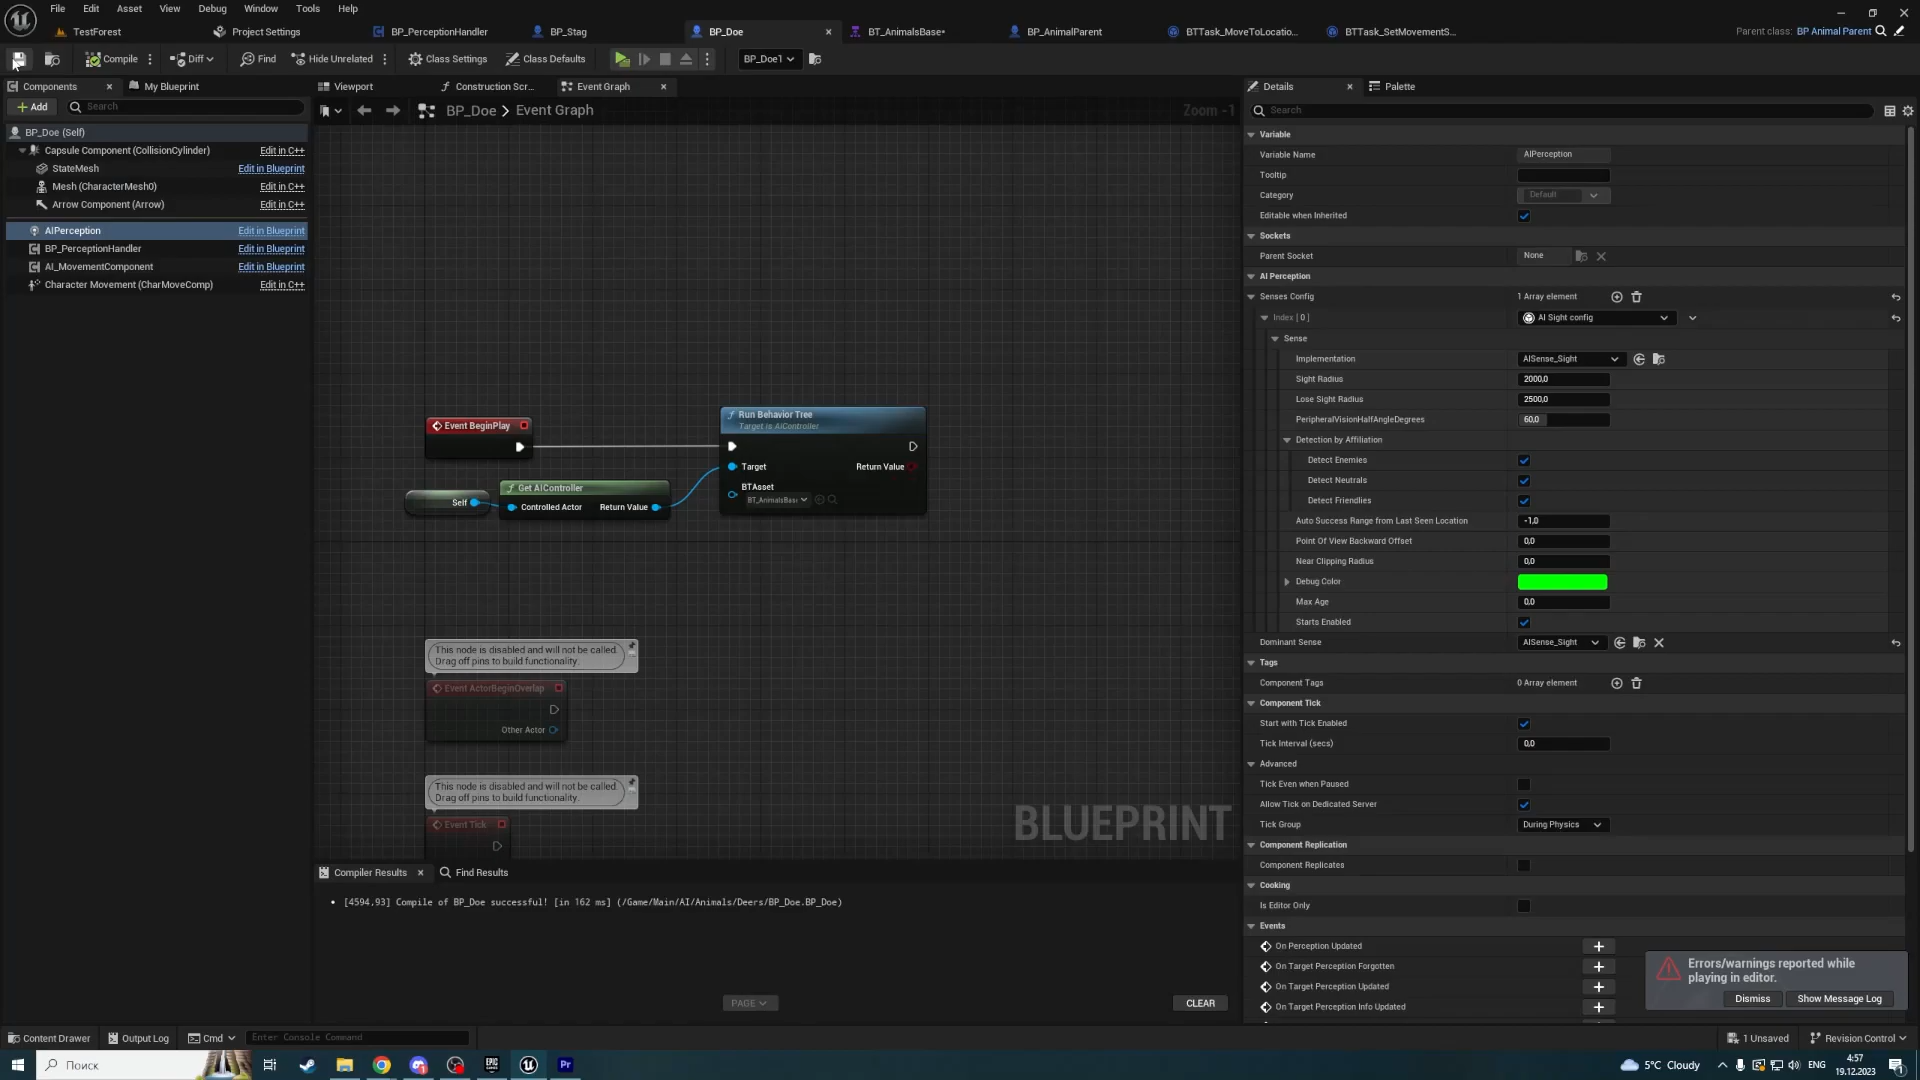 File Edit Asset View Debug Window Tools Help
TestForest Project Settings BP_PerceptionHandler BP_Stag BP_Doe BT_AnimalsBase• BP_AnimalParent BTTask_MoveToLocatio... BTTask_SetMovementS... Parent class: BP Animal Parent
Compile Diff Find Hide Unrelated Class Settings Class Defaults BP_Doe1
Components My Blueprint
Add Search
BP_Doe (Self)
Capsule Component (CollisionCylinder) Edit in C++
StateMesh Edit in Blueprint
Mesh (CharacterMesh0) Edit in C++
Arrow Component (Arrow) Edit in C++
AIPerception Edit in Blueprint
BP_PerceptionHandler Edit in Blueprint
AI_MovementComponent Edit in Blueprint
Character Movement (CharMoveComp) Edit in C++
Viewport Construction Scr... Event Graph
BP_Doe > Event Graph Zoom -1
Event BeginPlay
Run Behavior Tree
Target is AIController
Target Return Value
BTAsset
BT_AnimalsBas
Self
Get AIController
Controlled Actor Return Value
This node is disabled and will not be called.
Drag off pins to build functionality.
Event ActorBeginOverlap
Other Actor
This node is disabled and will not be called.
Drag off pins to build functionality.
Event Tick
BLUEPRINT
Compiler Results Find Results
• [4594,93] Compile of BP_Doe successful! [in 162 ms] (/Game/Main/AI/Animals/Deers/BP_Doe.BP_Doe)
PAGE CLEAR
Details Palette
Search
Variable
Variable Name AIPerception
Tooltip
Category Default
Editable when Inherited
Sockets
Parent Socket None
AI Perception
Senses Config 1 Array element
Index [ 0 ] AI Sight config
Sense
Implementation AISense_Sight
Sight Radius 2000,0
Lose Sight Radius 2500,0
PeripheralVisionHalfAngleDegrees 60,0
Detection by Affiliation
Detect Enemies
Detect Neutrals
Detect Friendlies
Auto Success Range from Last Seen Location -1,0
Point Of View Backward Offset 0,0
Near Clipping Radius 0,0
Debug Color
Max Age 0,0
Starts Enabled
Dominant Sense AISense_Sight
Tags
Component Tags 0 Array element
Component Tick
Start with Tick Enabled
Tick Interval (secs) 0,0
Advanced
Tick Even when Paused
Allow Tick on Dedicated Server
Tick Group During Physics
Component Replication
Component Replicates
Cooking
Is Editor Only
Events
On Perception Updated
On Target Perception Forgotten
On Target Perception Updated
On Target Perception Info Updated
Errors/warnings reported while
playing in editor.
Dismiss Show Message Log
Content Drawer Output Log Cmd Enter Console Command 1 Unsaved Revision Control
Поиск Pr 5°C Cloudy ENG 4:57
19.12.2023